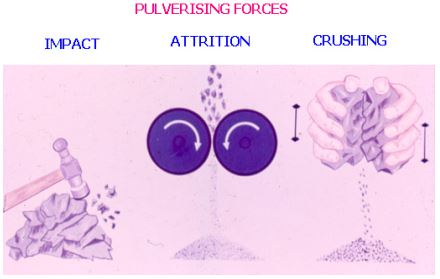 PULVERISING FORCES
IMPACT
ATTRITION
CRUSHING